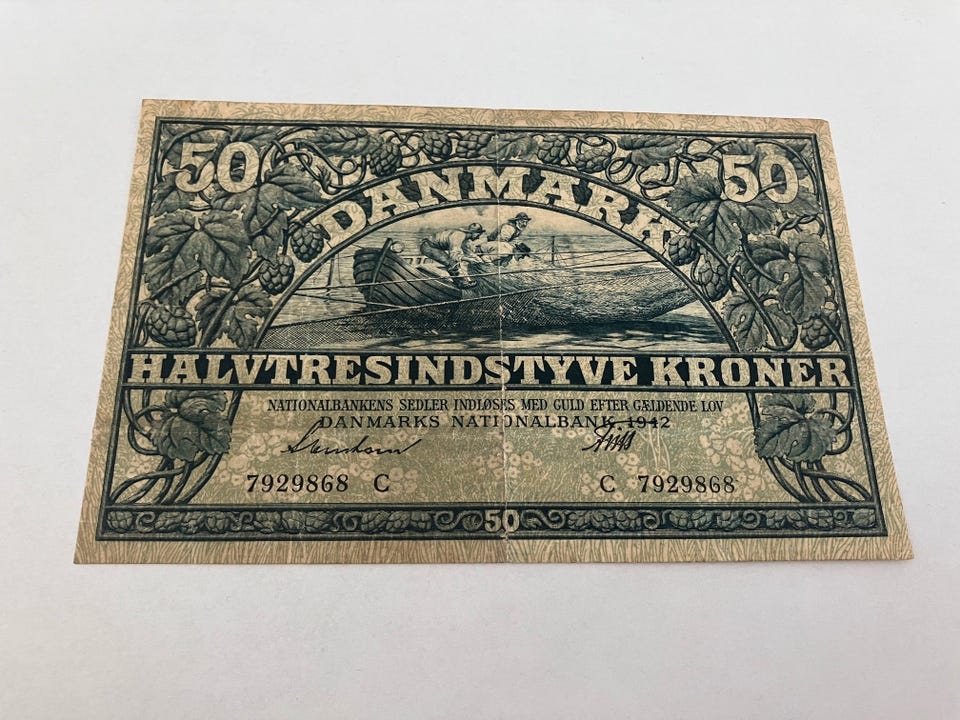 50 50
DANMARK
HALVTRESINDSTYVE KRONER
NATIONALBANKENS SEDLER INDLØSES MED GULD EFTER GÆLDENDE LOV
DANMARKS NATIONALBANK, 1942
7929868 C C 7929868
50